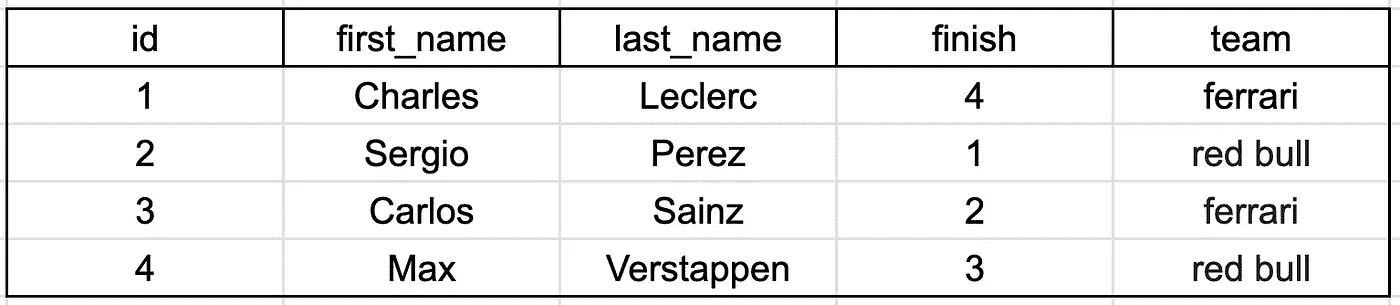 id first_name last_name finish team
1 Charles Leclerc 4 ferrari
2 Sergio Perez 1 red bull
3 Carlos Sainz 2 ferrari
4 Max Verstappen 3 red bull